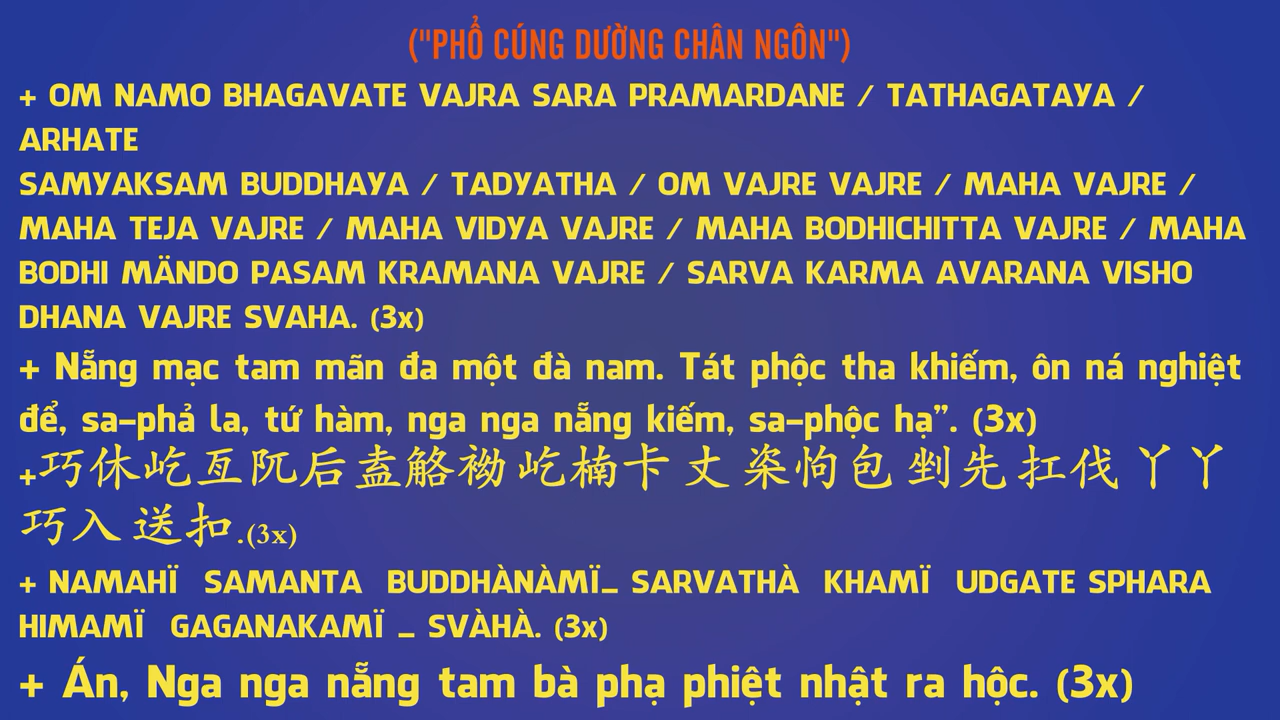 ("PHỔ CÚNG DƯỜNG CHÂN NGÔN")
+ OM NAMO BHAGAVATE VAJRA SARA PRAMARDANE / TATHAGATAYA /
ARHATE
SAMYAKSAM BUDDHAYA / TADYATHA / OM VAJRE VAJRE / MAHA VAJRE /
MAHA TEJA VAJRE / MAHA VIDYA VAJRE / MAHA BODHICHITTA VAJRE / MAHA
BODHI MÄNDO PASAM KRAMANA VAJRE / SARVA KARMA AVARANA VISHO
DHANA VAJRE SVAHA. (3x)
+ Nẵng mạc tam mãn đa một đà nam. Tát phộc tha khiếm, ôn ná nghiệt
để, sa-phả la, tứ hàm, nga nga nẵng kiếm, sa-phộc hạ”. (3x)
+巧休屹亙阢后盍觡袎屹楠卡丈楶怐包剉先扛伐丫丫
巧入送扣.(3x)
+ NAMAHÏ SAMANTA BUDDHÀNÀMÏ_ SARVATHÀ KHAMÏ UDGATE SPHARA
HIMAMÏ GAGANAKAMÏ _ SVÀHÀ. (3x)
+ Án, Nga nga nẵng tam bà phạ phiệt nhật ra hộc. (3x)